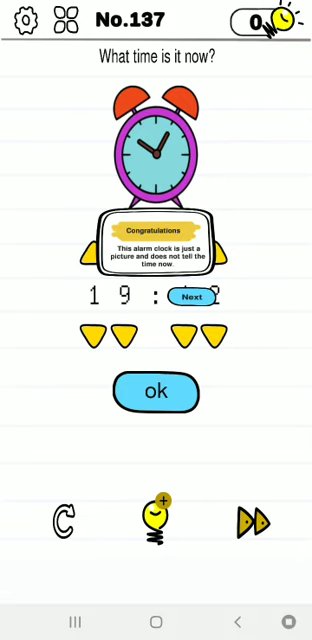 No.137
0
What time is it now?
Congratulations
This alarm clock is just a
picture and does not tell the
time now.
1 9 : 2
Next
ok